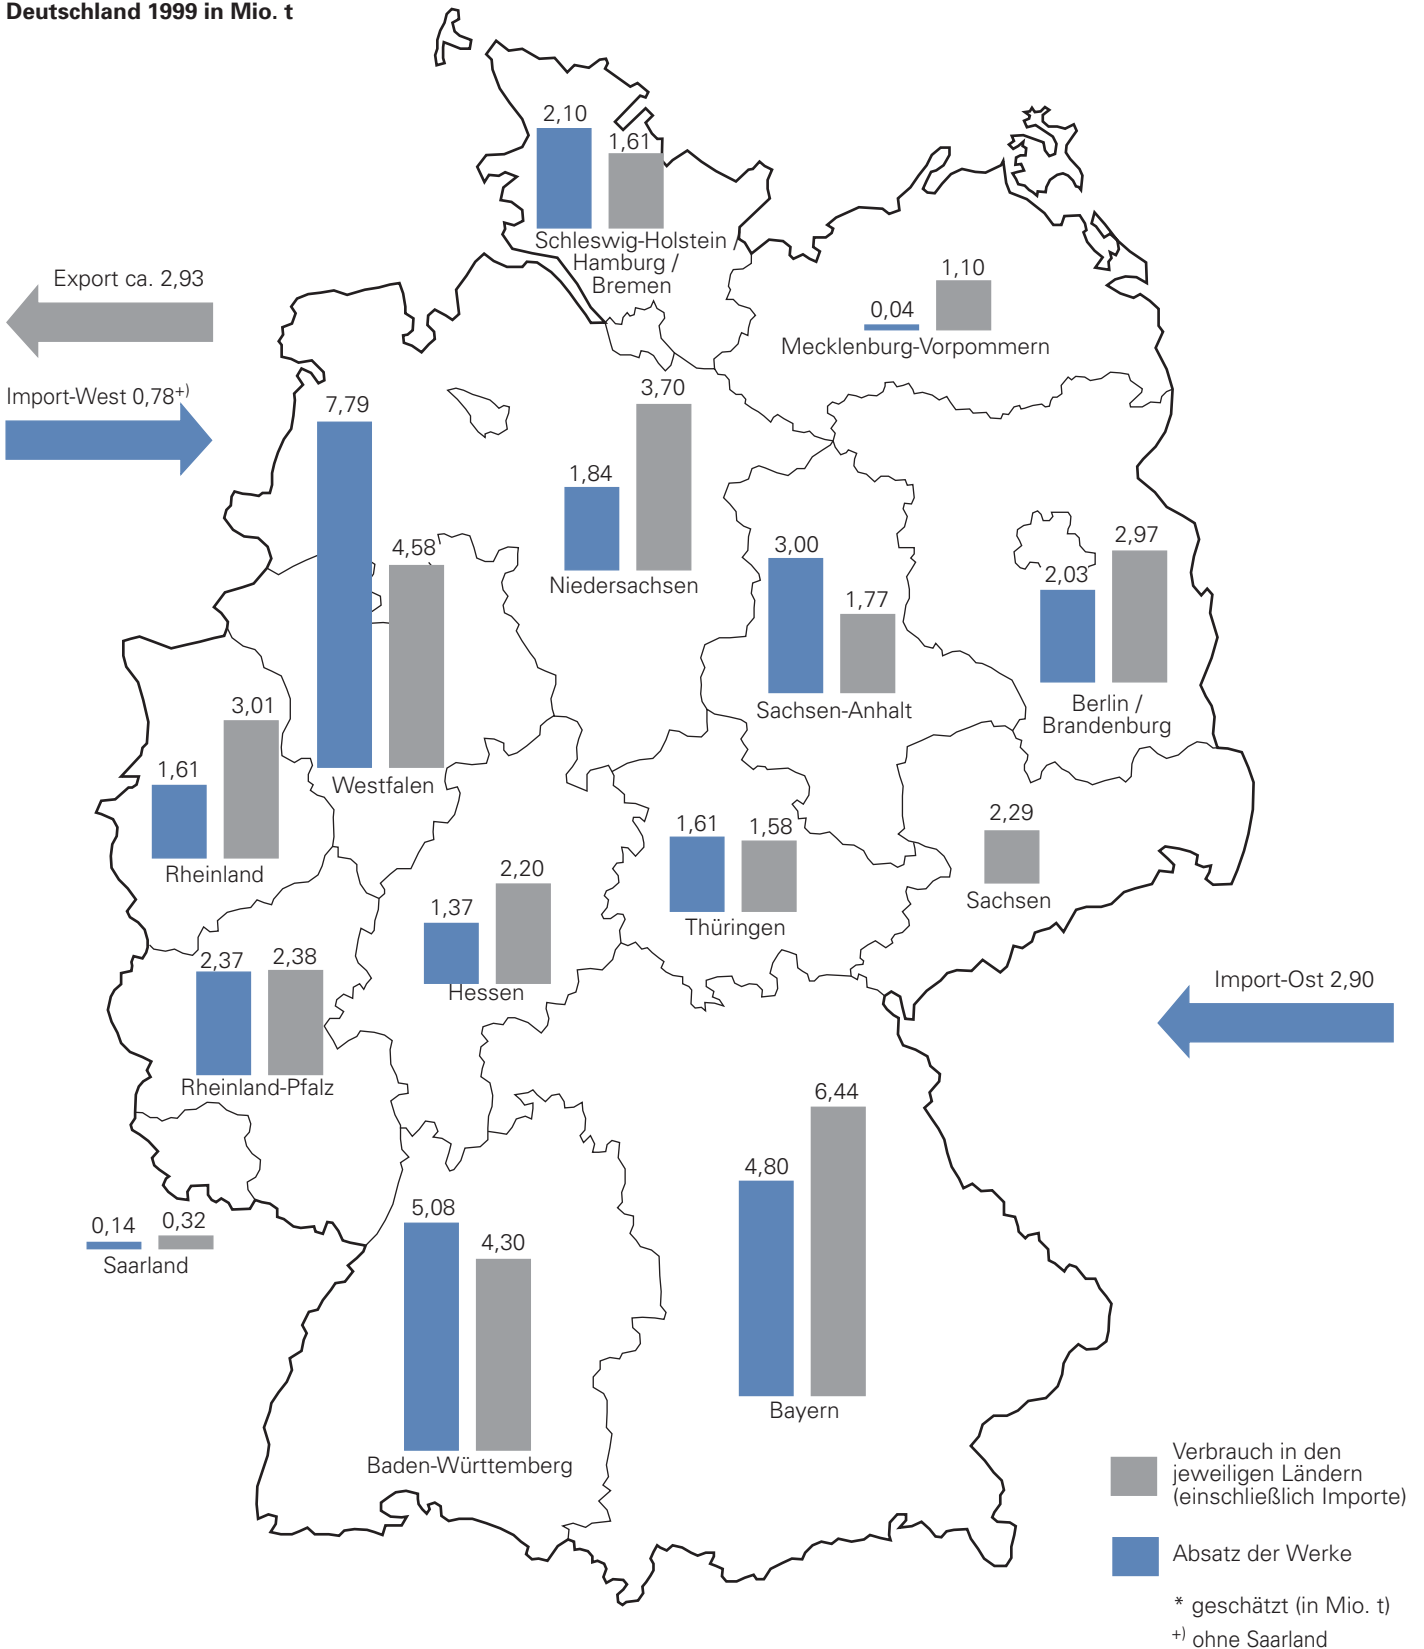 Deutschland 1999 in Mio. t
2,10
1,61
Schleswig-Holstein /
Hamburg /
Bremen
Export ca. 2,93
1,10
0,04
Mecklenburg-Vorpommern
Import-West 0,78+)
7,79
3,70
1,84
4,58
Niedersachsen
3,00
1,77
Sachsen-Anhalt
2,97
2,03
Berlin /
Brandenburg
3,01
1,61
Westfalen
Rheinland
1,61
1,58
Thüringen
2,29
Sachsen
2,20
1,37
Hessen
2,37
2,38
Rheinland-Pfalz
Import-Ost 2,90
6,44
4,80
Bayern
0,14
0,32
Saarland
5,08
4,30
Baden-Württemberg
Verbrauch in den
jeweiligen Ländern
(einschließlich Importe)
Absatz der Werke
* geschätzt (in Mio. t)
+) ohne Saarland